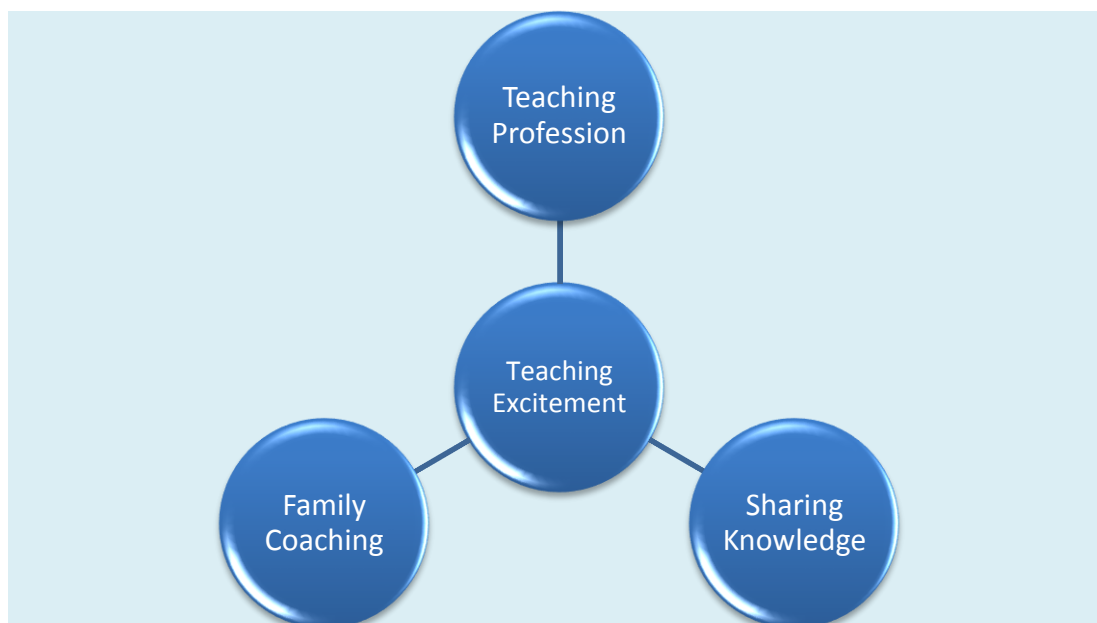 Teaching
Profession
Teaching
Excitement
Family
Coaching
Sharing
Knowledge